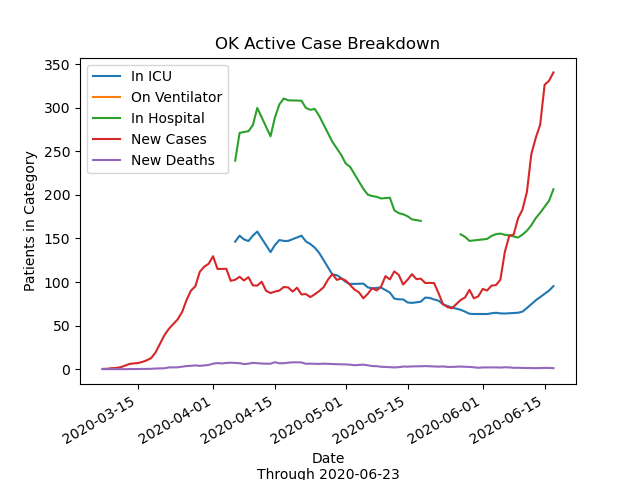 OK Active Case Breakdown
In ICU
On Ventilator
In Hospital
New Cases
New Deaths
Patients in Category
350
300
250
200
150
100
50
0
2020-03-15
2020-04-01
2020-04-15
2020-05-01
2020-05-15
2020-06-01
2020-06-15
Date
Through 2020-06-23